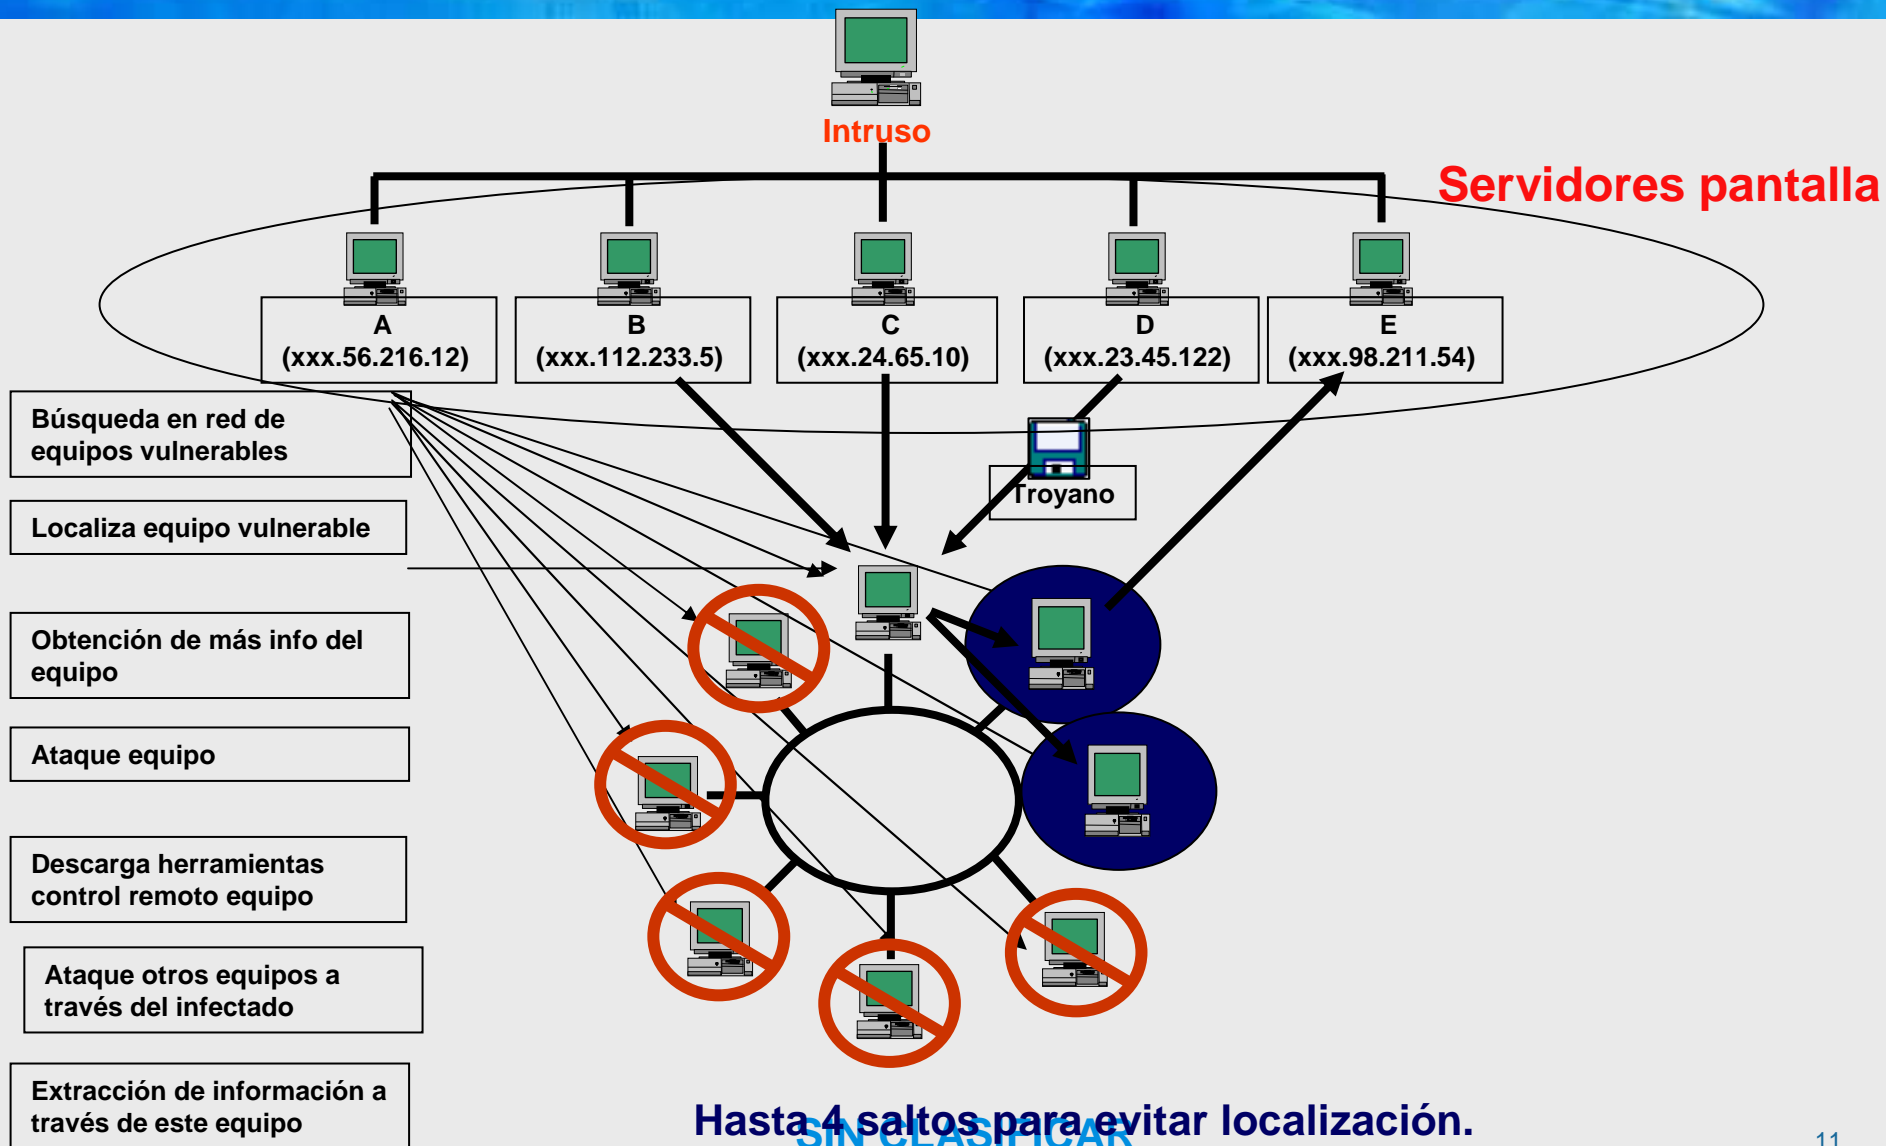 Intruso
Servidores pantalla
A
(xxx.56.216.12)
B
(xxx.112.233.5)
C
(xxx.24.65.10)
D
(xxx.23.45.122)
E
(xxx.98.211.54)
Búsqueda en red de
equipos vulnerables
Troyano
Localiza equipo vulnerable
Obtención de más info del
equipo
Ataque equipo
Descarga herramientas
control remoto equipo
Ataque otros equipos a
través del infectado
Extracción de información a
través de este equipo
Hasta 4 saltos para evitar localización.
SIN CLASIFICAR
11